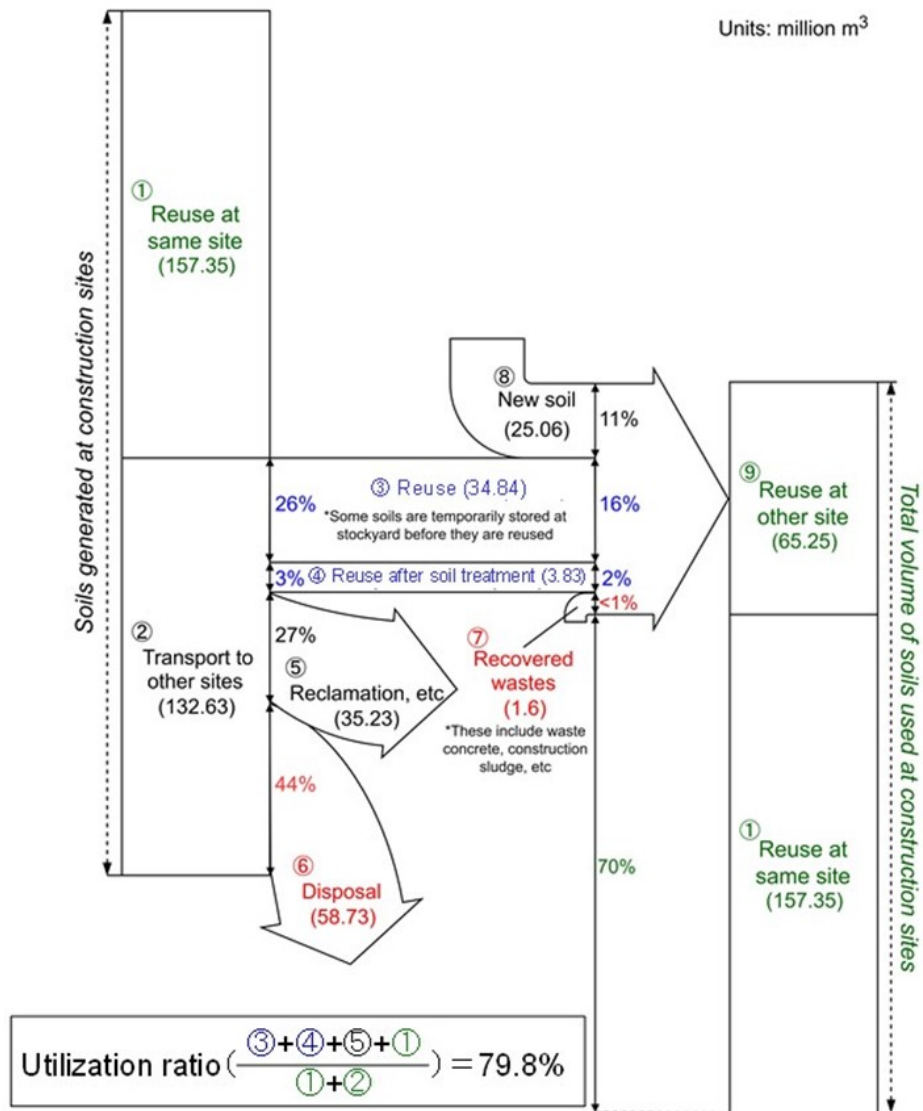 Units: million m³
Soils generated at construction sites
①
Reuse at
same site
(157.35)
⑧
New soil
(25.06)
11%
26%
③ Reuse (34.84)
*Some soils are temporarily stored at
stockyard before they are reused
16%
3%
④ Reuse after soil treatment (3.83)
2%
<1%
②
Transport to
other sites
(132.63)
27%
⑤
Reclamation, etc
(35.23)
⑦
Recovered
wastes
(1.6)
*These include waste
concrete, construction
sludge, etc
44%
⑥
Disposal
(58.73)
70%
⑨
Reuse at
other site
(65.25)
①
Reuse at
same site
(157.35)
Total volume of soils used at construction sites
Utilization ratio (③+④+⑤+① / ①+②) = 79.8%